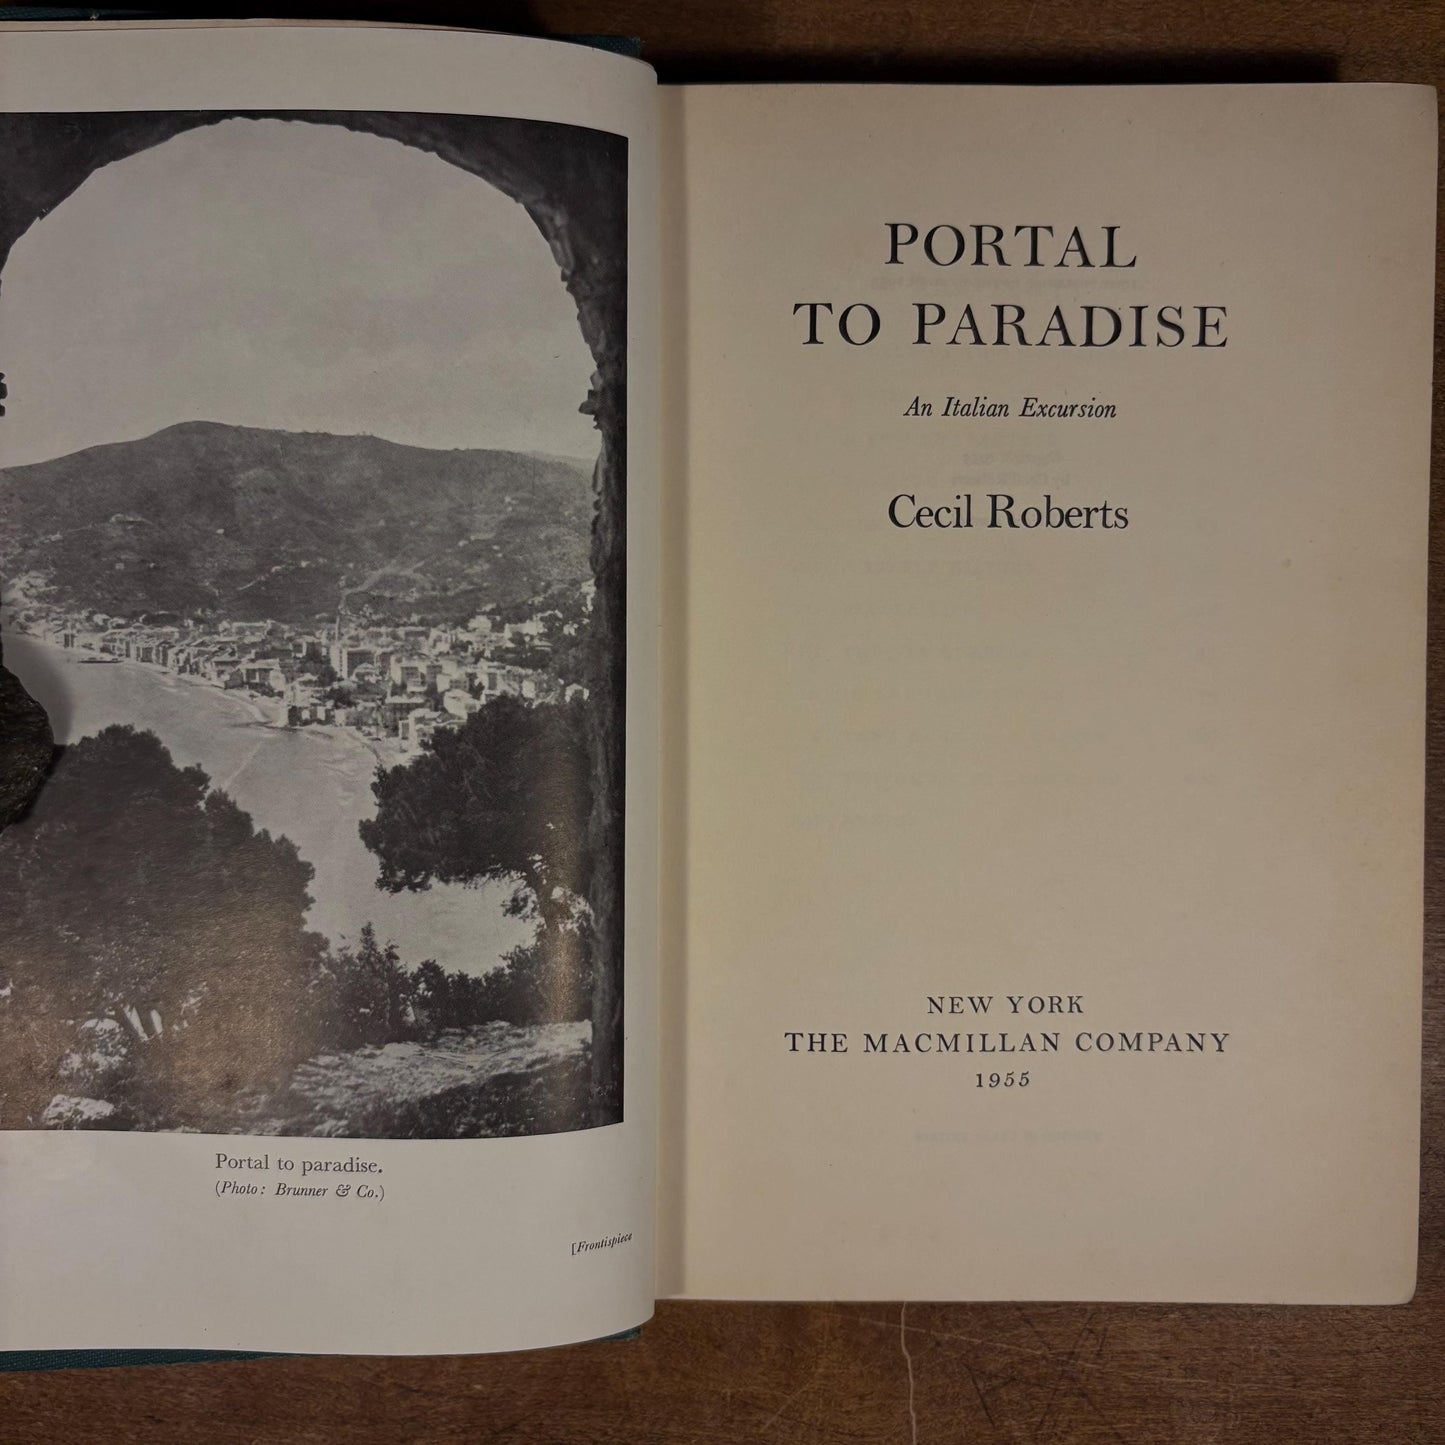 Portal to paradise.
(Photo: Brunner & Co.)
[Frontispiece
PORTAL
TO PARADISE
An Italian Excursion
Cecil Roberts
NEW YORK
THE MACMILLAN COMPANY
1955